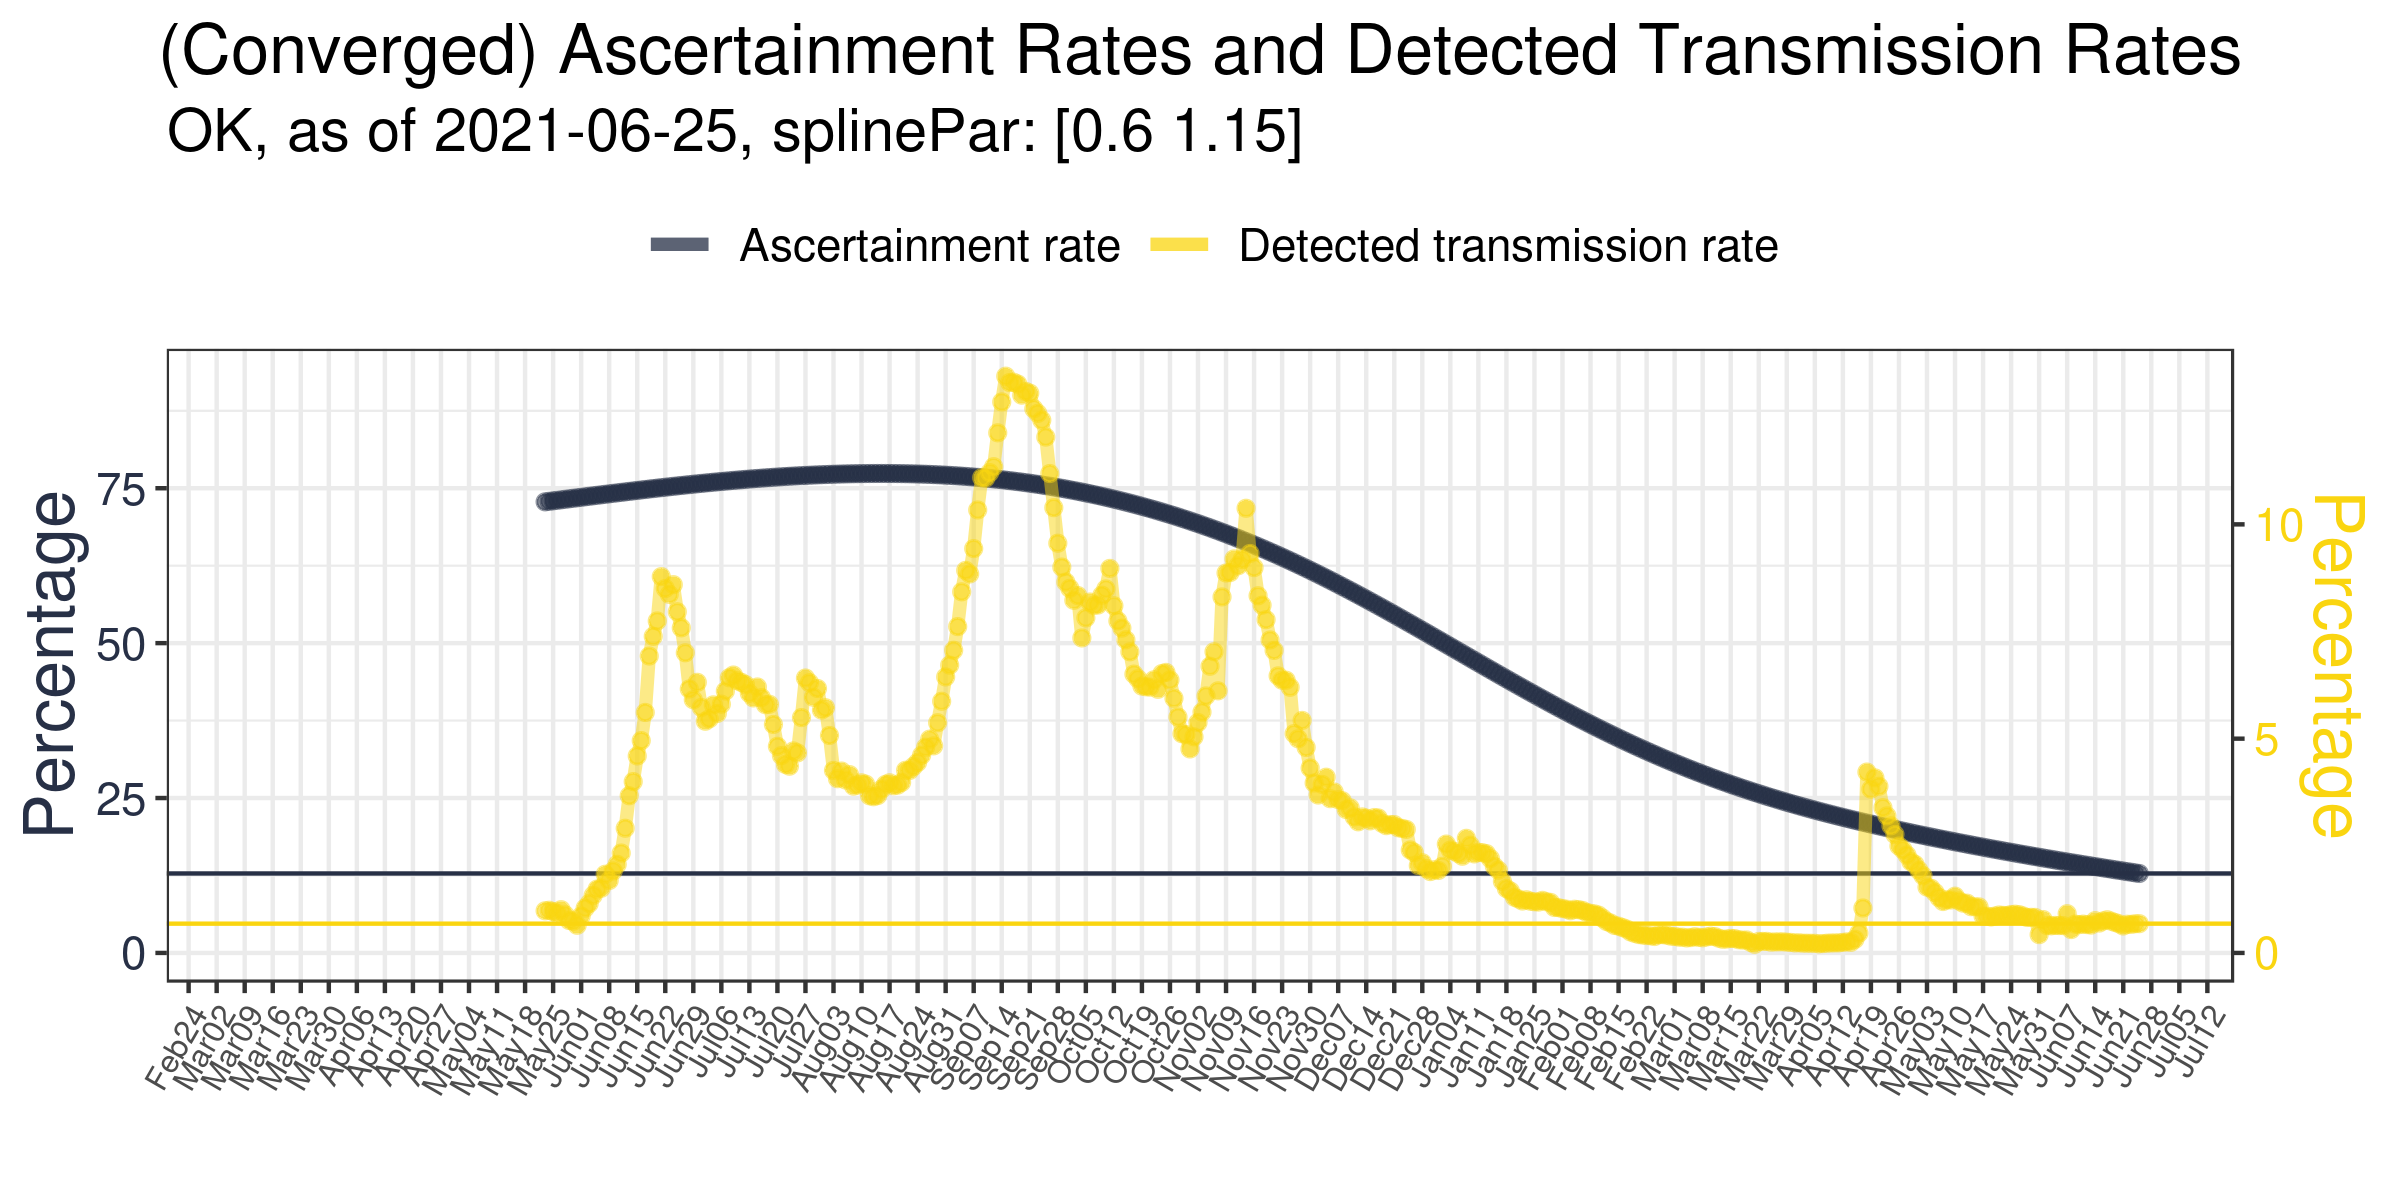 (Converged) Ascertainment Rates and Detected Transmission Rates
OK, as of 2021-06-25, splinePar: [0.6 1.15]
Ascertainment rate
Detected transmission rate
Percentage
75
50
25
0
10
5
0
Percentage
Feb24
Mar02
Mar09
Mar16
Mar23
Mar30
Apr06
Apr13
Apr20
Apr27
May04
May11
May18
May25
Jun01
Jun08
Jun15
Jun22
Jun29
Jul06
Jul13
Jul20
Jul27
Aug03
Aug10
Aug17
Aug24
Aug31
Sep07
Sep14
Sep21
Sep28
Oct05
Oct12
Oct19
Oct26
Nov02
Nov09
Nov16
Nov23
Nov30
Dec07
Dec14
Dec21
Dec28
Jan04
Jan11
Jan18
Jan25
Feb01
Feb08
Feb15
Feb22
Mar01
Mar08
Mar15
Mar22
Mar29
Apr05
Apr12
Apr19
Apr26
May03
May10
May17
May24
May31
Jun07
Jun14
Jun21
Jun28
Jul05
Jul12